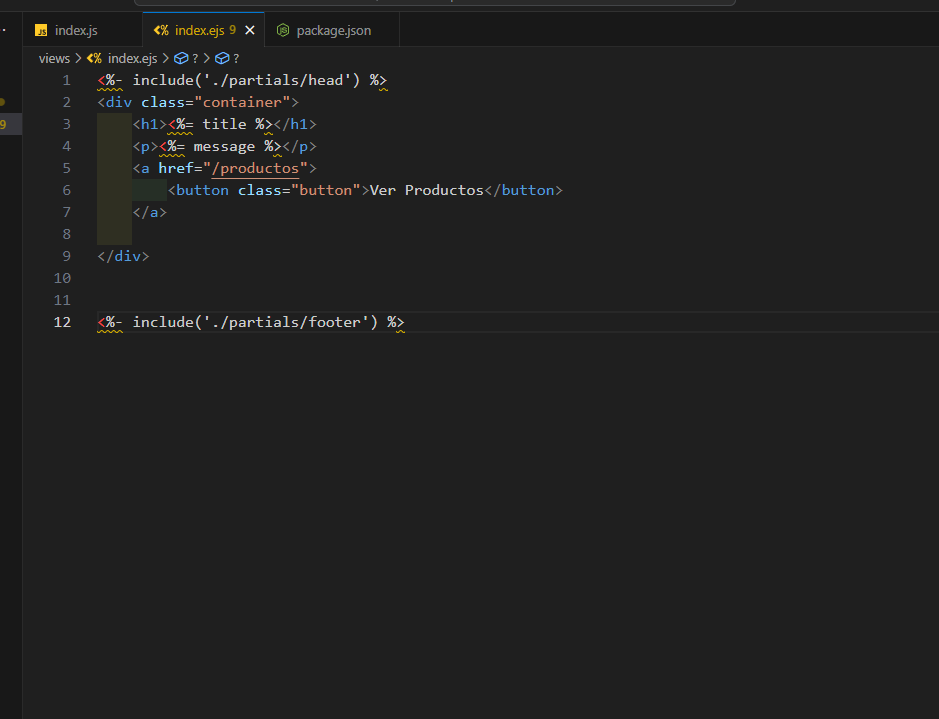 JS index.js <% index.ejs 9 × package.json
views > <% index.ejs > ? > ?
9
1 <%- include('./partials/head') %>
2 <div class="container">
3 <h1><%= title %></h1>
4 <p><%= message %></p>
5 <a href="/productos">
6 <button class="button">Ver Productos</button>
7 </a>
8
9 </div>
10
11
12 <%- include('./partials/footer') %>